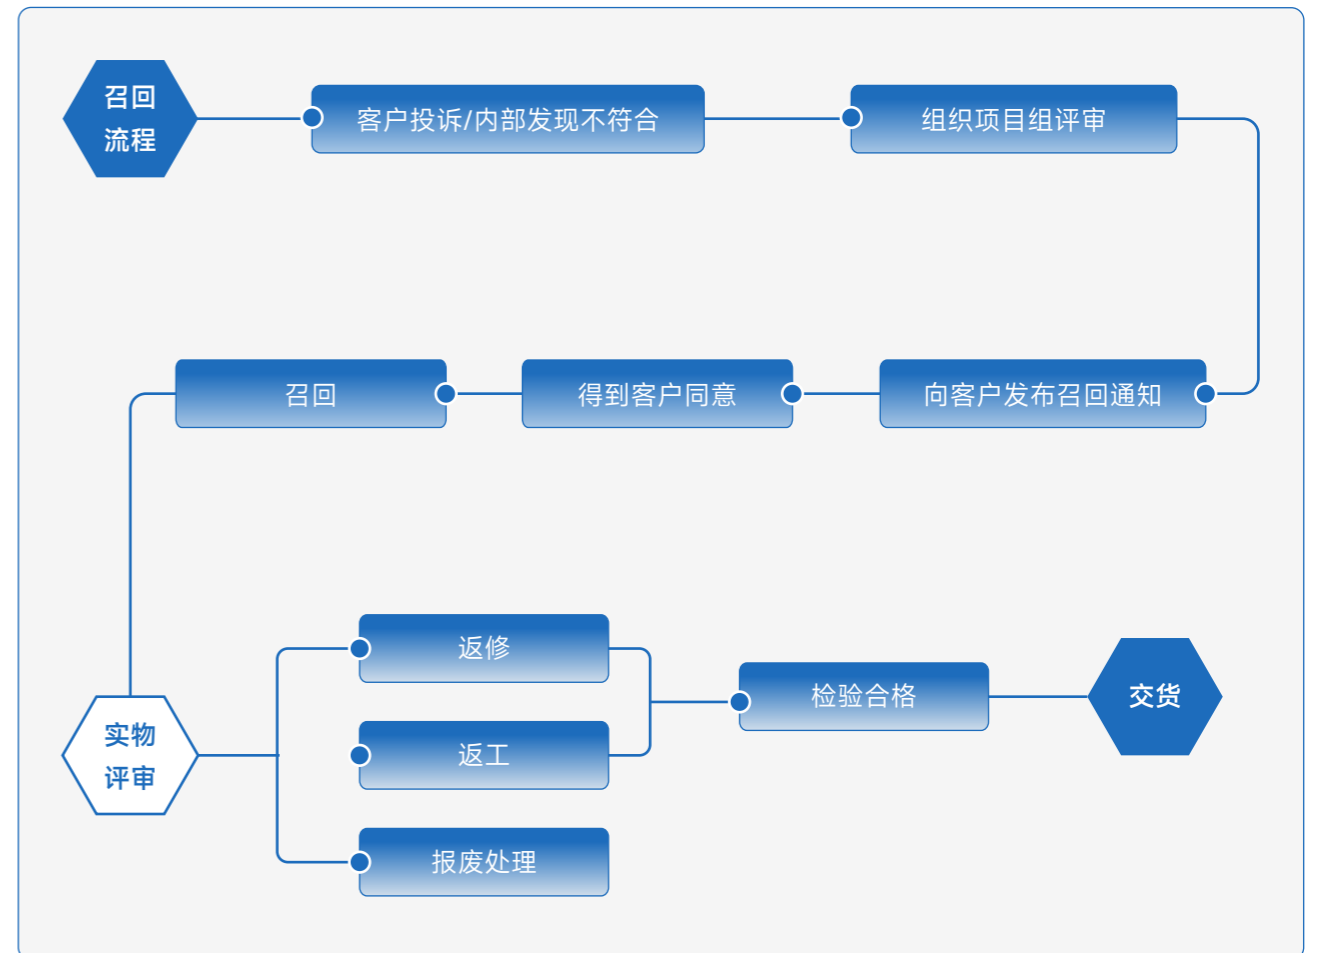 召回
流程
客户投诉/内部发现不符合
组织项目组评审
向客户发布召回通知
得到客户同意
召回
实物
评审
返修
返工
报废处理
检验合格
交货